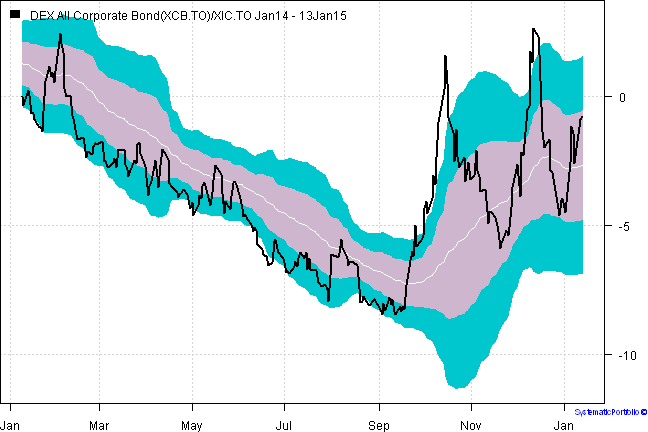 DEX All Corporate Bond(XCB.TO)/XIC.TO Jan14 - 13Jan15
0
-5
-10
Jan Mar May Jul Sep Nov Jan
SystematicPortfolio ©